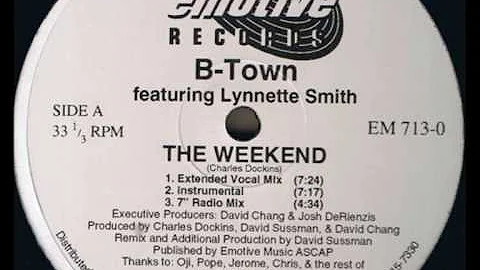 emotive
RECORDS
B-Town
featuring Lynnette Smith
SIDE A
33 1/3 RPM
EM 713-0
THE WEEKEND
(Charles Dockins)
1. Extended Vocal Mix (7:24)
2. Instrumental (7:17)
3. 7" Radio Mix (4:34)
Executive Producers: David Chang & Josh DeRienzis
Produced by Charles Dockins, David Sussman, & David Chang
Remix and Additional Production by David Sussman
Published by Emotive Music ASCAP
Thanks to: Oji, Pope, Jerome, Chris, & the rest of
Distributed
5-7550